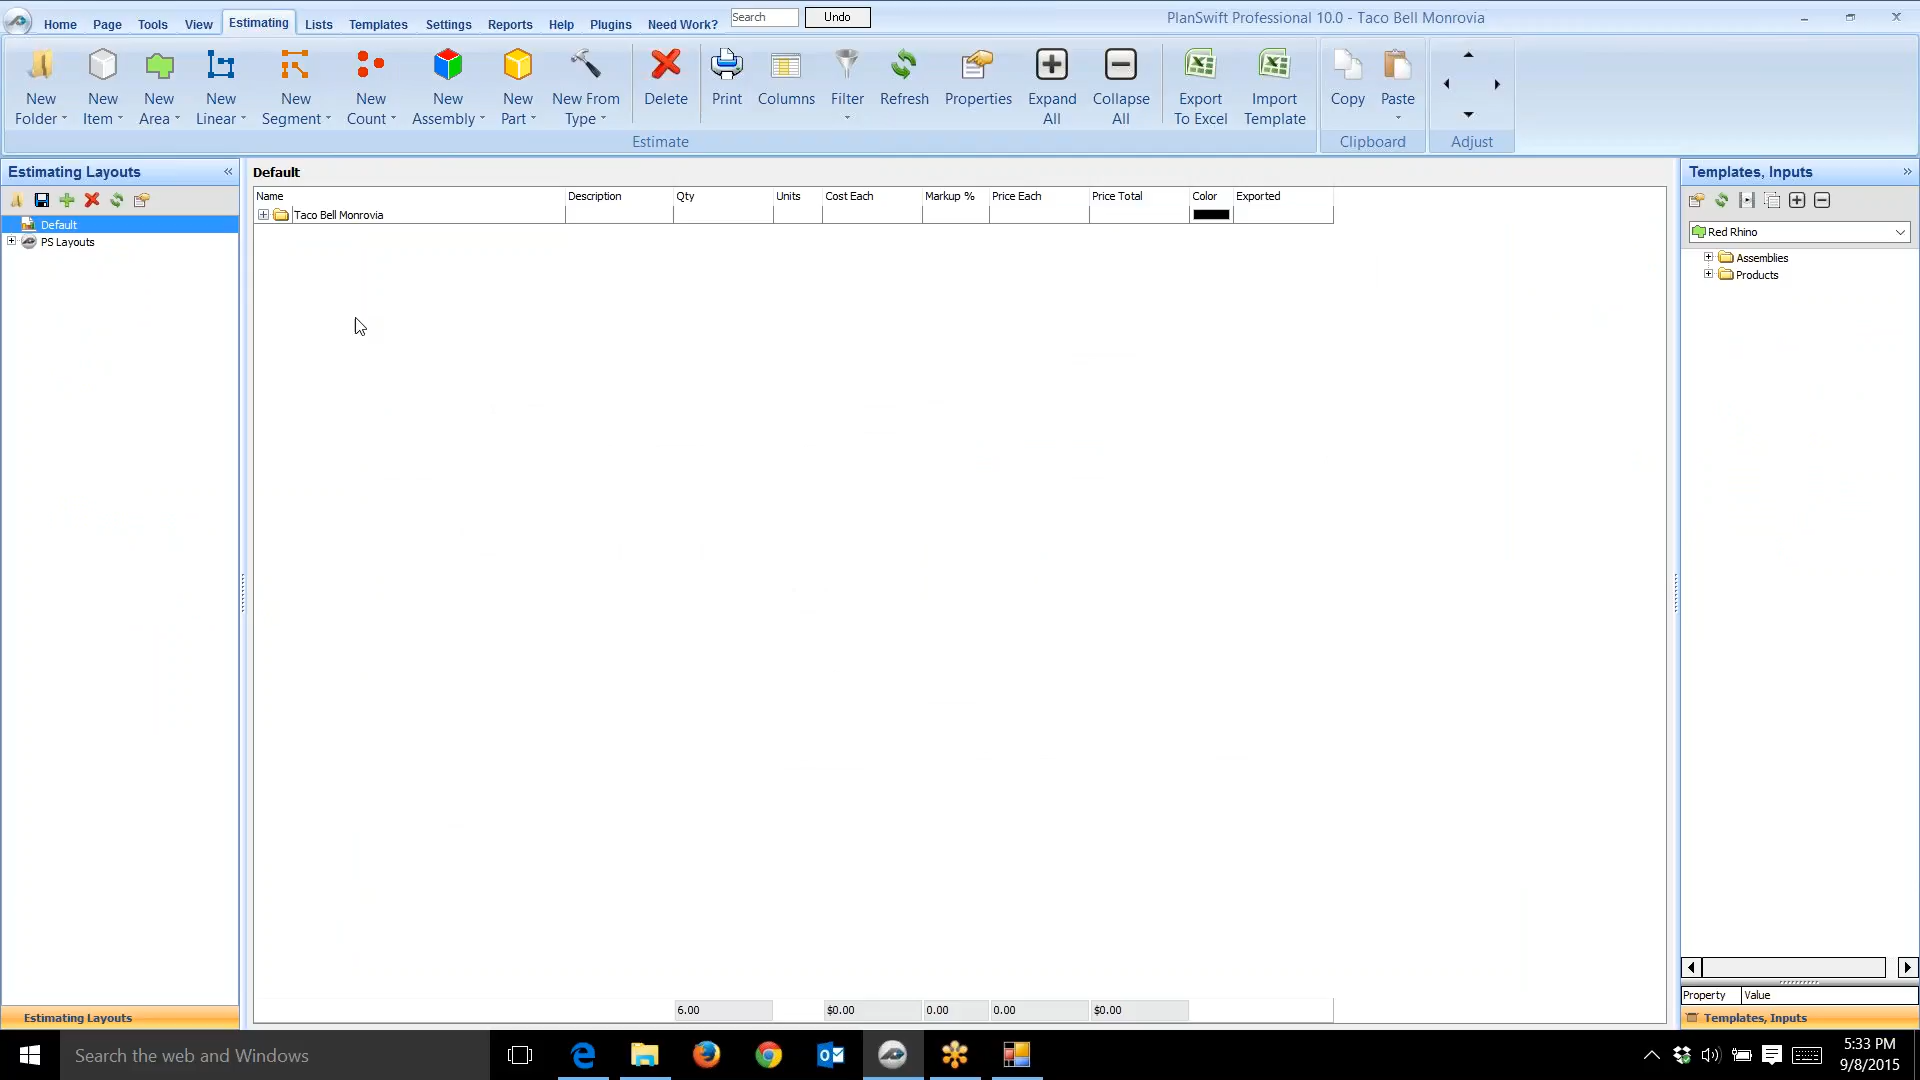 Home Page Tools View Estimating Lists Templates Settings Reports Help Plugins Need Work? Search Undo PlanSwift Professional 10.0 - Taco Bell Monrovia
New Folder
New Item
New Area
New Linear
New Segment
New Count
New Assembly
New Part
New From Type
Delete
Print
Columns
Filter
Refresh
Properties
Expand All
Collapse All
Export To Excel
Import Template
Copy
Paste
Estimate Clipboard Adjust
Estimating Layouts
Default
PS Layouts
Default
Name Description Qty Units Cost Each Markup % Price Each Price Total Color Exported
Taco Bell Monrovia
6.00 $0.00 0.00 0.00 $0.00
Templates, Inputs
Red Rhino
Assemblies
Products
Property Value
Estimating Layouts
Templates, Inputs
Search the web and Windows
5:33 PM
9/8/2015